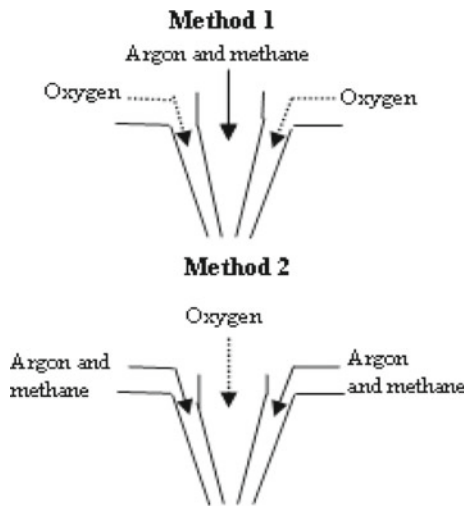 Method 1
Argon and methane
Oxygen
Oxygen
Method 2
Oxygen
Argon and
methane
Argon
and methane